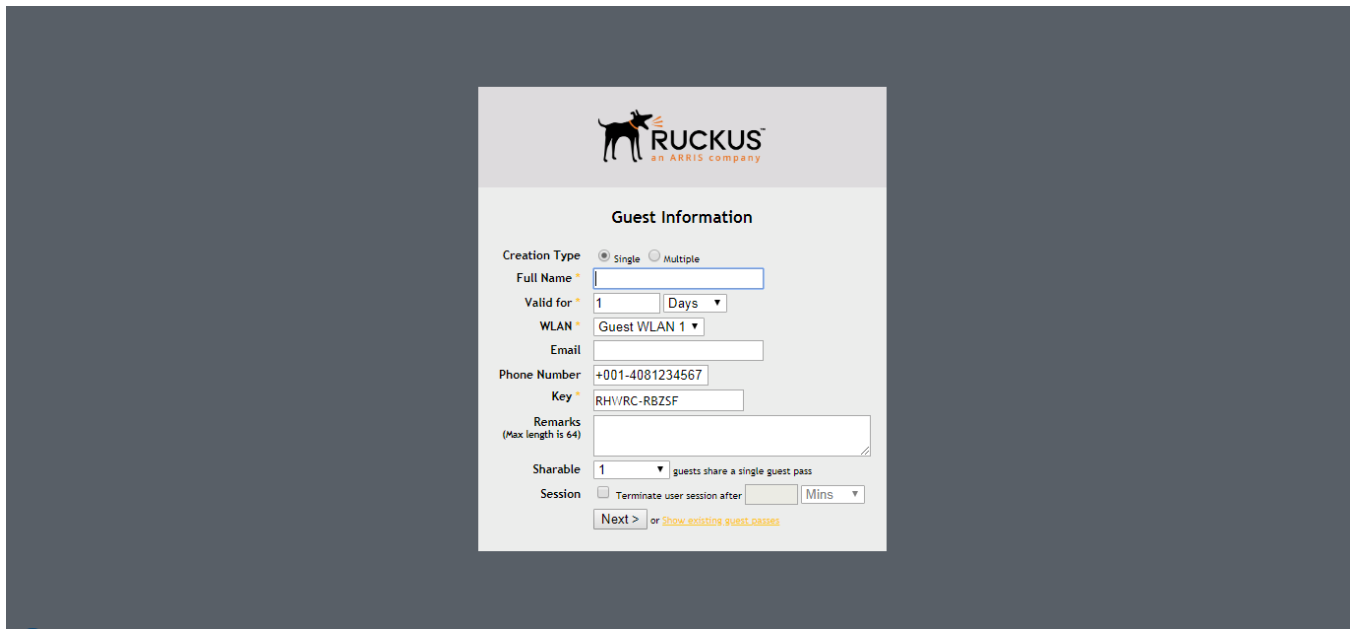 RUCKUS™
an ARRIS company
Guest Information
Creation Type Single Multiple
Full Name *
Valid for * 1 Days
WLAN * Guest WLAN 1
Email
Phone Number +001-4081234567
Key * RHWRC-RBZSF
Remarks
(Max length is 64)
Sharable 1 guests share a single guest pass
Session Terminate user session after Mins
Next > or Show existing guest passes